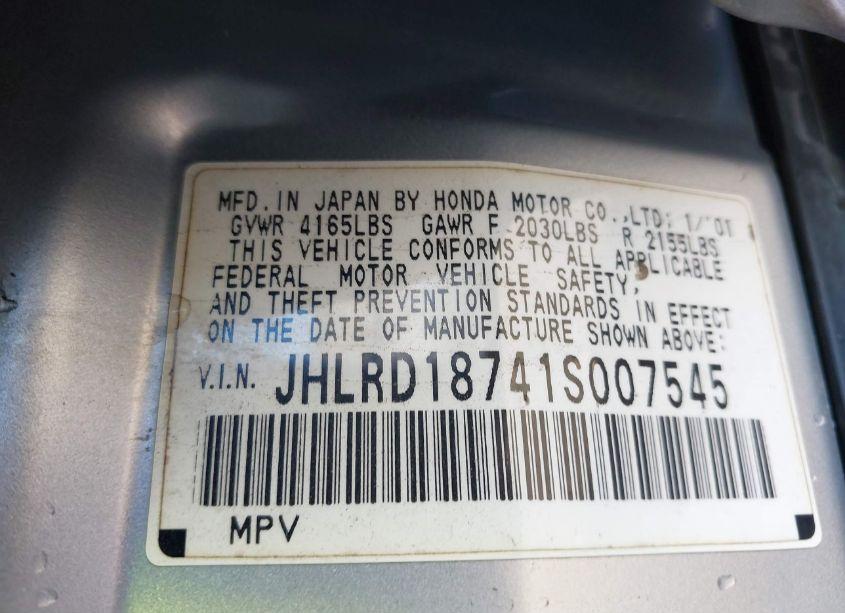 MFD. IN JAPAN BY HONDA MOTOR CO., LTD; 1/'01
GVWR 4165LBS GAWR F 2030LBS R 2155LBS
THIS VEHICLE CONFORMS TO ALL APPLICABLE
FEDERAL MOTOR VEHICLE SAFETY,
AND THEFT PREVENTION STANDARDS IN EFFECT
ON THE DATE OF MANUFACTURE SHOWN ABOVE:
V.I.N. JHLRD18741S007545
MPV